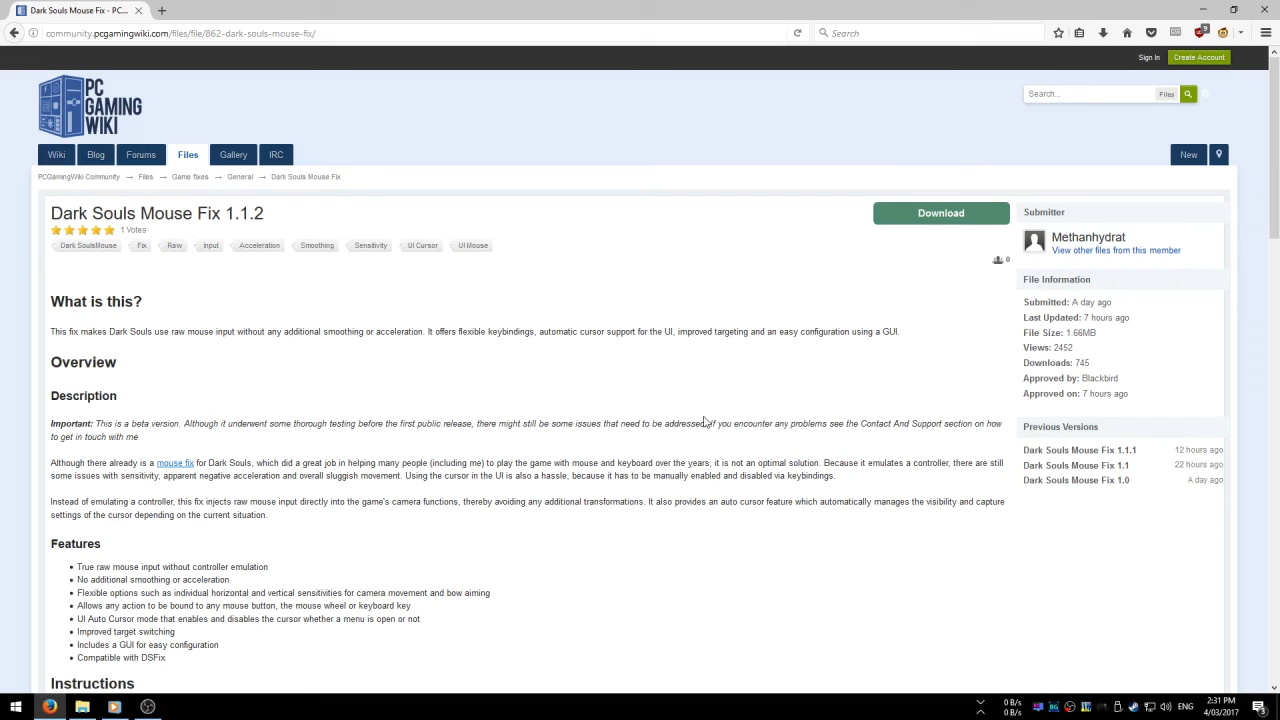 Dark Souls Mouse Fix - PC...
community.pcgamingwiki.com/files/file/862-dark-souls-mouse-fix/
Search
9
Sign In
Create Account
PC
GAMING
WIKI
Search...
Files
Wiki
Blog
Forums
Files
Gallery
IRC
New
PCGamingWiki Community → Files → Game fixes → General → Dark Souls Mouse Fix
Dark Souls Mouse Fix 1.1.2
Download
1 Votes
Dark SoulsMouse
Fix
Raw
Input
Acceleration
Smoothing
Sensitivity
UI Cursor
UI Mouse
0
What is this?
This fix makes Dark Souls use raw mouse input without any additional smoothing or acceleration. It offers flexible keybindings, automatic cursor support for the UI, improved targeting and an easy configuration using a GUI.
Overview
Description
Important: This is a beta version. Although it underwent some thorough testing before the first public release, there might still be some issues that need to be addressed. If you encounter any problems see the Contact And Support section on how
to get in touch with me
Although there already is a mouse fix for Dark Souls, which did a great job in helping many people (including me) to play the game with mouse and keyboard over the years, it is not an optimal solution. Because it emulates a controller, there are still
some issues with sensitivity, apparent negative acceleration and overall sluggish movement. Using the cursor in the UI is also a hassle, because it has to be manually enabled and disabled via keybindings.
Instead of emulating a controller, this fix injects raw mouse input directly into the game's camera functions, thereby avoiding any additional transformations. It also provides an auto cursor feature which automatically manages the visibility and capture
settings of the cursor depending on the current situation.
Features
• True raw mouse input without controller emulation
• No additional smoothing or acceleration
• Flexible options such as individual horizontal and vertical sensitivities for camera movement and bow aiming
• Allows any action to be bound to any mouse button, the mouse wheel or keyboard key
• UI Auto Cursor mode that enables and disables the cursor whether a menu is open or not
• Improved target switching
• Includes a GUI for easy configuration
• Compatible with DSFix
Instructions
Submitter
Methanhydrat
View other files from this member
File Information
Submitted: A day ago
Last Updated: 7 hours ago
File Size: 1.66MB
Views: 2452
Downloads: 745
Approved by: Blackbird
Approved on: 7 hours ago
Previous Versions
Dark Souls Mouse Fix 1.1.1 12 hours ago
Dark Souls Mouse Fix 1.1 22 hours ago
Dark Souls Mouse Fix 1.0 A day ago
0 B/s
0 B/s
ENG
2:31 PM
4/03/2017
3